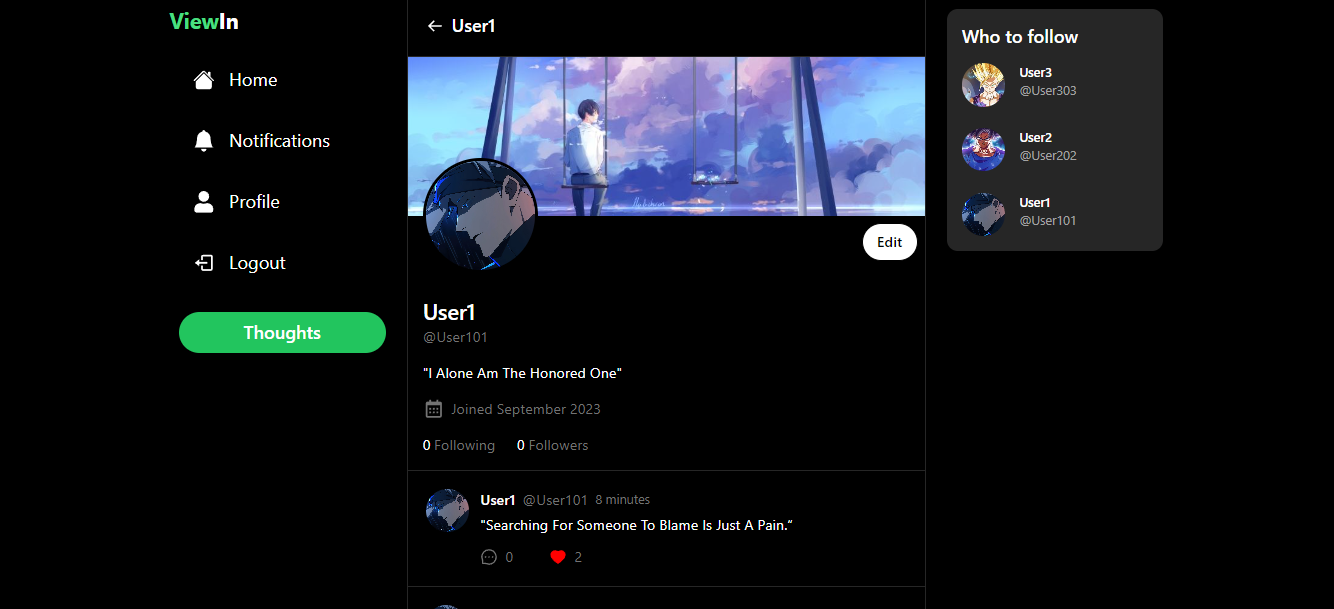 ViewIn
Home
Notifications
Profile
Logout
Thoughts
User1
Edit
User1
@User101
"I Alone Am The Honored One"
Joined September 2023
0 Following 0 Followers
User1 @User101 8 minutes
"Searching For Someone To Blame Is Just A Pain.“
0 2
Who to follow
User3
@User303
User2
@User202
User1
@User101